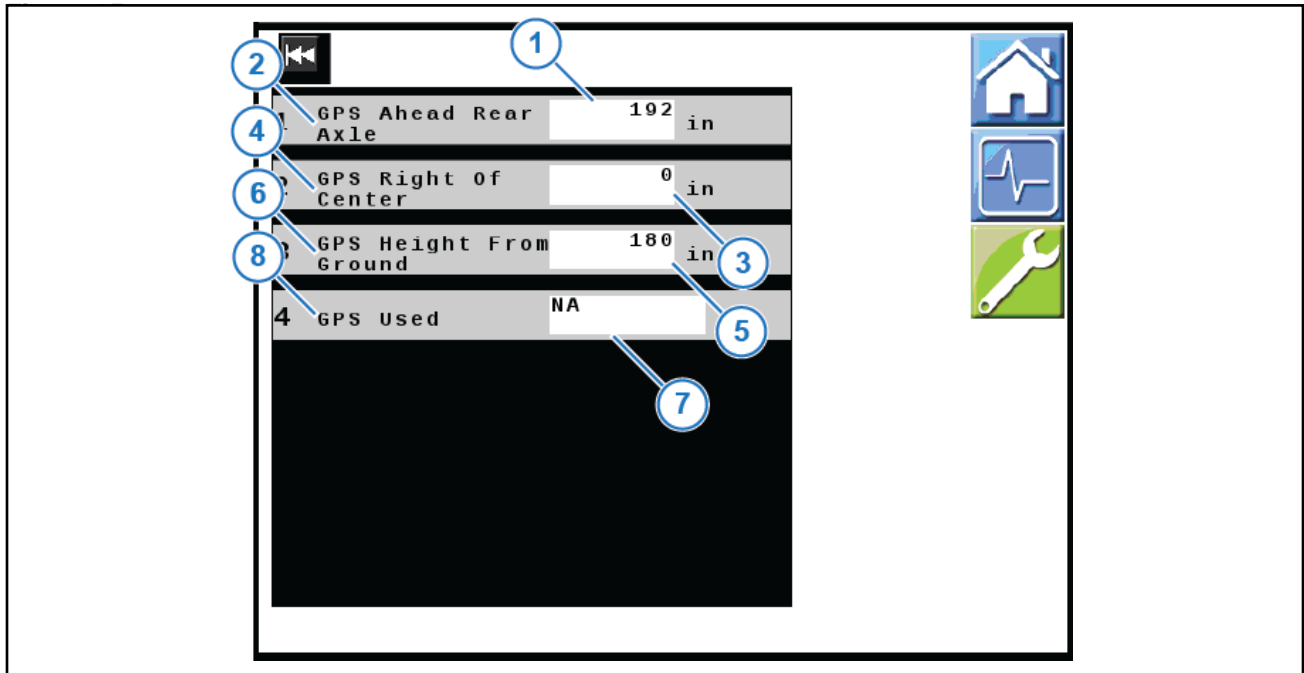 1
2
GPS Ahead Rear
Axle
192
in
4
GPS Right Of
Center
0
in
6
3
GPS Height From
Ground
180
in
8
5
4
GPS Used
NA
7